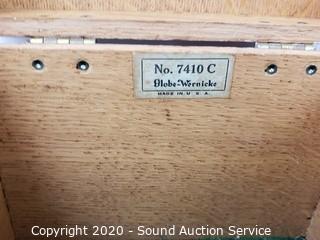 No. 7410 C
Globe-Wernicke
MADE IN U.S.A.
Copyright 2020 - Sound Auction Service